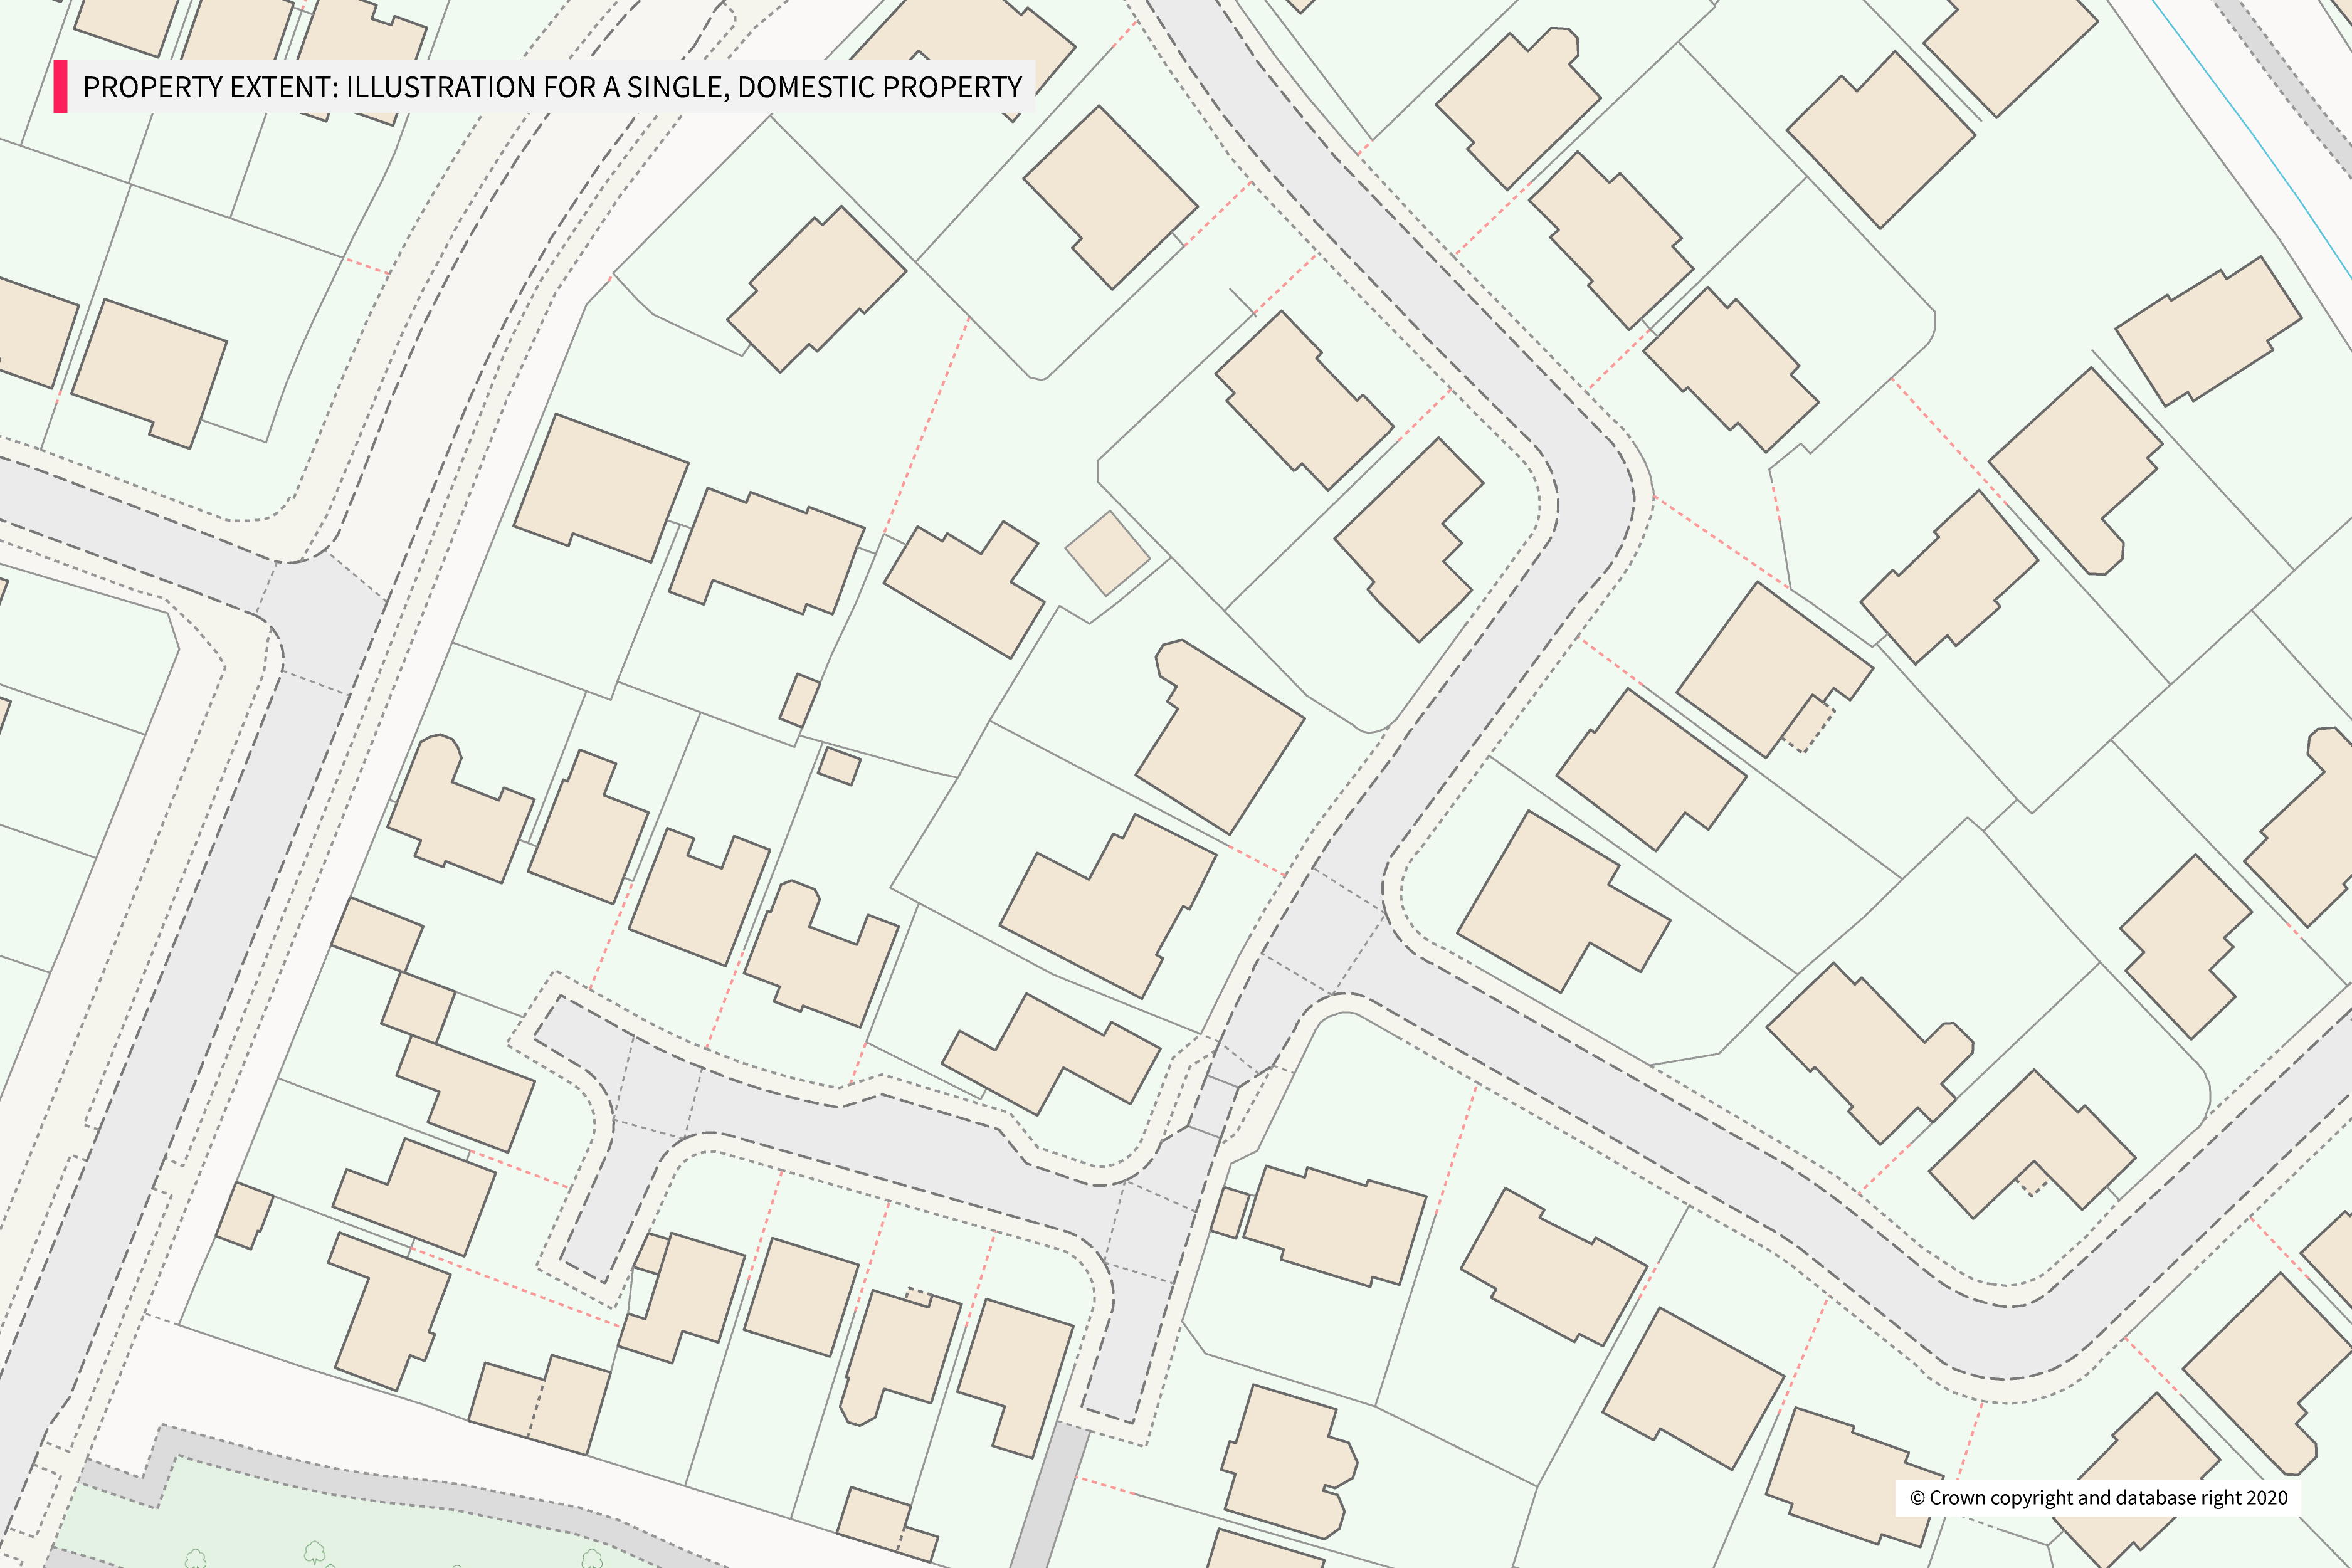 PROPERTY EXTENT: ILLUSTRATION FOR A SINGLE, DOMESTIC PROPERTY
© Crown copyright and database right 2020